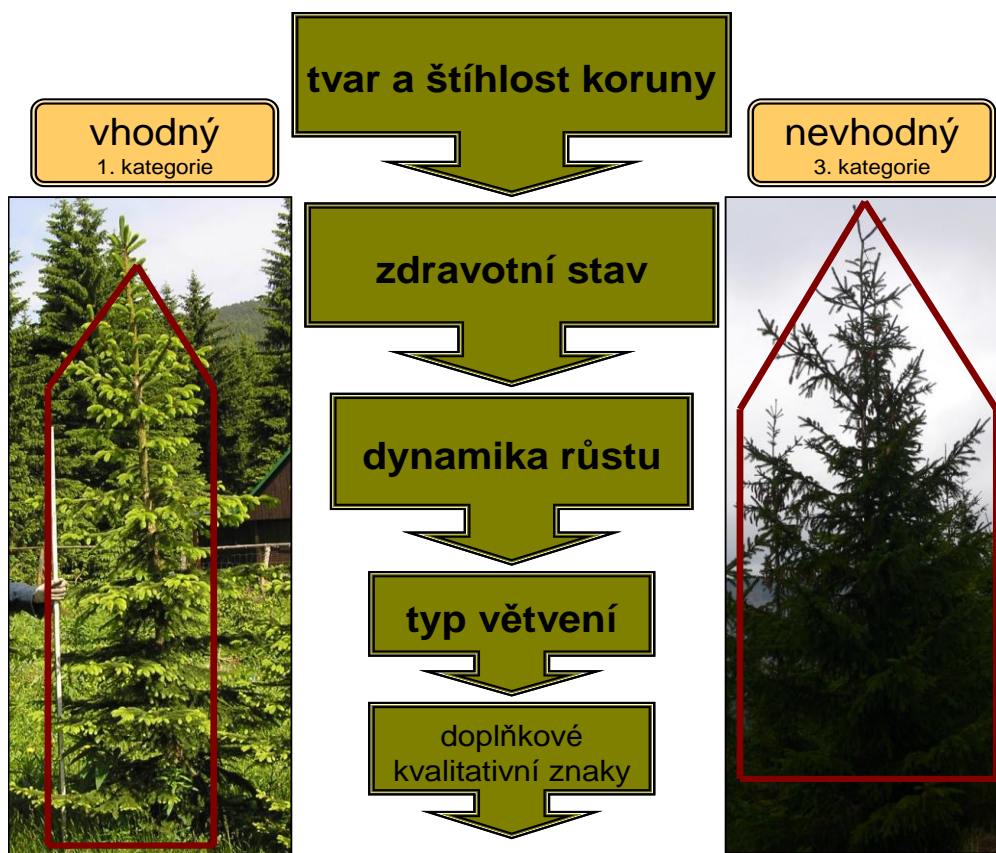 tvar a štíhlost koruny
vhodný
1. kategorie
nevhodný
3. kategorie
zdravotní stav
dynamika růstu
typ větvení
doplňkové
kvalitativní znaky